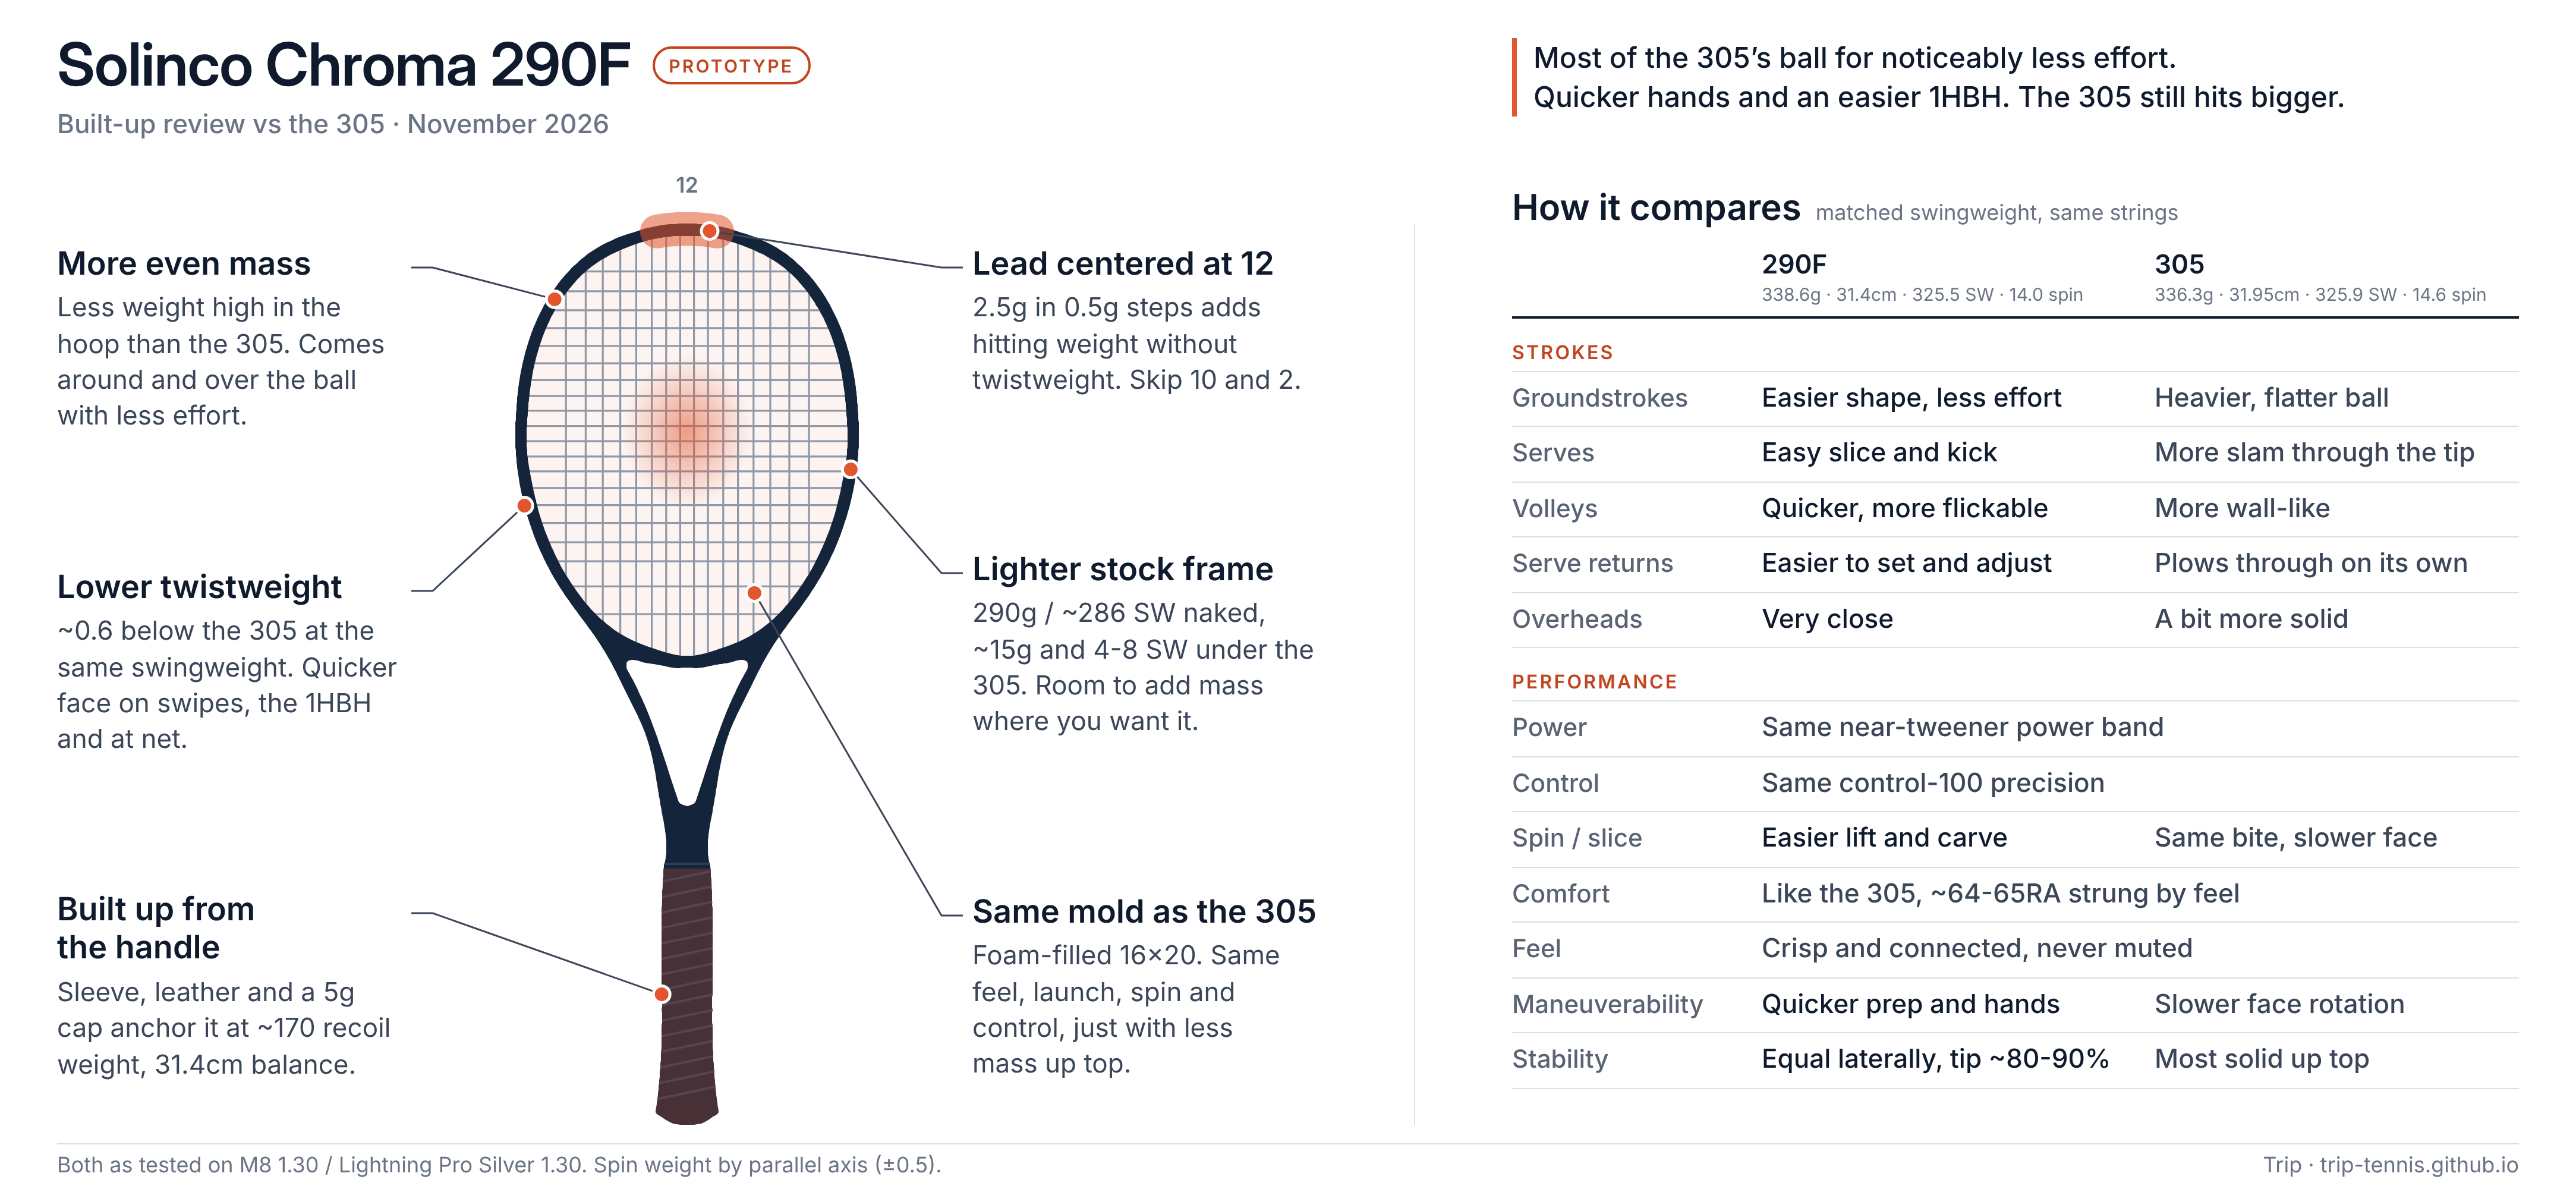 Solinco Chroma 290F
PROTOTYPE
Built-up review vs the 305 · November 2026
Most of the 305’s ball for noticeably less effort.
Quicker hands and an easier 1HBH. The 305 still hits bigger.
12
More even mass
Less weight high in the
hoop than the 305. Comes
around and over the ball
with less effort.
Lower twistweight
~0.6 below the 305 at the
same swingweight. Quicker
face on swipes, the 1HBH
and at net.
Built up from
the handle
Sleeve, leather and a 5g
cap anchor it at ~170 recoil
weight, 31.4cm balance.
Lead centered at 12
2.5g in 0.5g steps adds
hitting weight without
twistweight. Skip 10 and 2.
Lighter stock frame
290g / ~286 SW naked,
~15g and 4-8 SW under the
305. Room to add mass
where you want it.
Same mold as the 305
Foam-filled 16×20. Same
feel, launch, spin and
control, just with less
mass up top.
How it compares matched swingweight, same strings
290F 305
338.6g · 31.4cm · 325.5 SW · 14.0 spin 336.3g · 31.95cm · 325.9 SW · 14.6 spin
STROKES
Groundstrokes Easier shape, less effort Heavier, flatter ball
Serves Easy slice and kick More slam through the tip
Volleys Quicker, more flickable More wall-like
Serve returns Easier to set and adjust Plows through on its own
Overheads Very close A bit more solid
PERFORMANCE
Power Same near-tweener power band
Control Same control-100 precision
Spin / slice Easier lift and carve Same bite, slower face
Comfort Like the 305, ~64-65RA strung by feel
Feel Crisp and connected, never muted
Maneuverability Quicker prep and hands Slower face rotation
Stability Equal laterally, tip ~80-90% Most solid up top
Both as tested on M8 1.30 / Lightning Pro Silver 1.30. Spin weight by parallel axis (±0.5).
Trip · trip-tennis.github.io